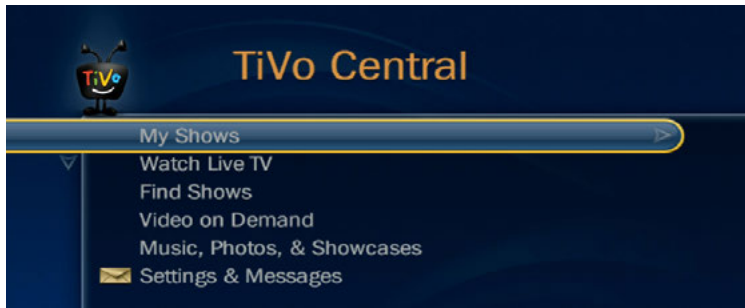 TiVo
TiVo Central
My Shows
Watch Live TV
Find Shows
Video on Demand
Music, Photos, & Showcases
Settings & Messages